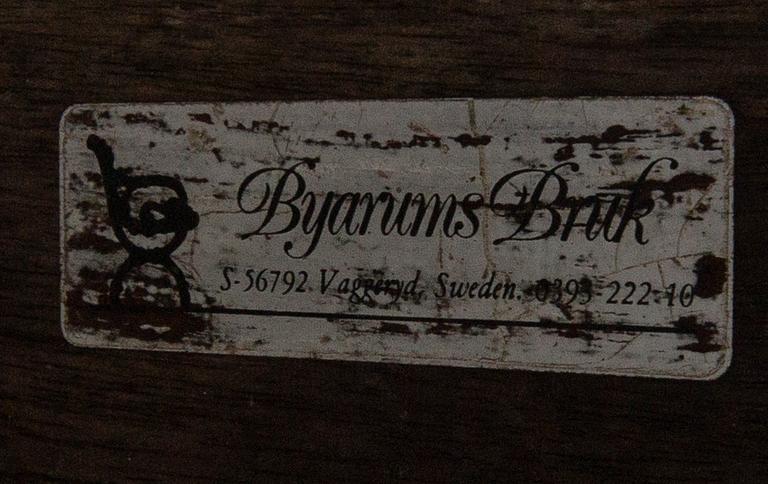 Byarums Bruk
S-56792 Vaggeryd, Sweden. 0393-222 10